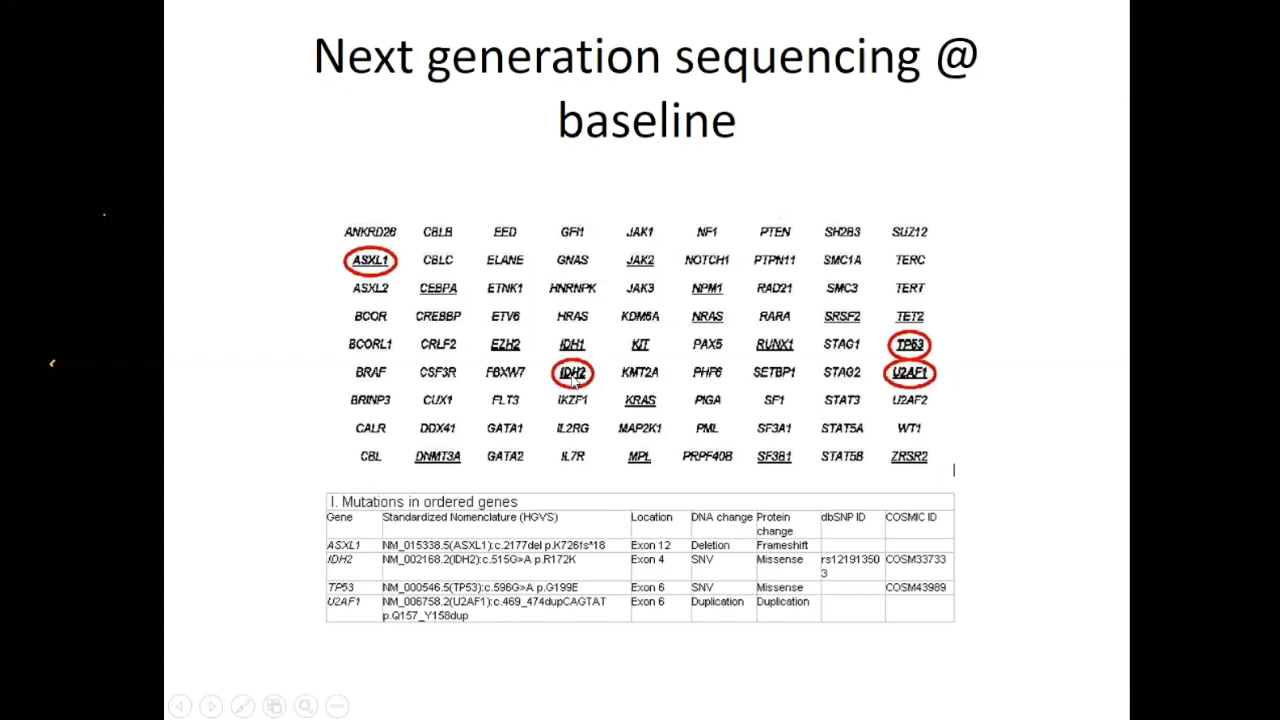 Next generation sequencing @
baseline
ANKRD26 CBLB EED GFI1 JAK1 NF1 PTEN SH2B3 SUZ12
ASXL1 CBLC ELANE GNAS JAK2 NOTCH1 PTPN11 SMC1A TERC
ASXL2 CEBPA ETNK1 HNRNPK JAK3 NPM1 RAD21 SMC3 TERT
BCOR CREBBP ETV6 HRAS KDM6A NRAS RARA SRSF2 TET2
BCORL1 CRLF2 EZH2 IDH1 KIT PAX5 RUNX1 STAG1 TP53
BRAF CSF3R FBXW7 IDH2 KMT2A PHF6 SETBP1 STAG2 U2AF1
BRINP3 CUX1 FLT3 IKZF1 KRAS PIGA SF1 STAT3 U2AF2
CALR DDX41 GATA1 IL2RG MAP2K1 PML SF3A1 STAT5A WT1
CBL DNMT3A GATA2 IL7R MPL PRPF40B SF3B1 STAT5B ZRSR2
I. Mutations in ordered genes
Gene Standardized Nomenclature (HGVS) Location DNA change Protein dbSNP ID COSMIC ID
change
ASXL1 NM_015338.5(ASXL1):c.2177del p.K726fs*18 Exon 12 Deletion Frameshift
IDH2 NM_002168.2(IDH2):c.515G>A p.R172K Exon 4 SNV Missense rs12191350 COSM33733
3
TP53 NM_000546.5(TP53):c.596G>A p.G199E Exon 6 SNV Missense COSM43989
U2AF1 NM_006758.2(U2AF1):c.469_474dupCAGTAT Exon 6 Duplication Duplication
p.Q157_Y158dup